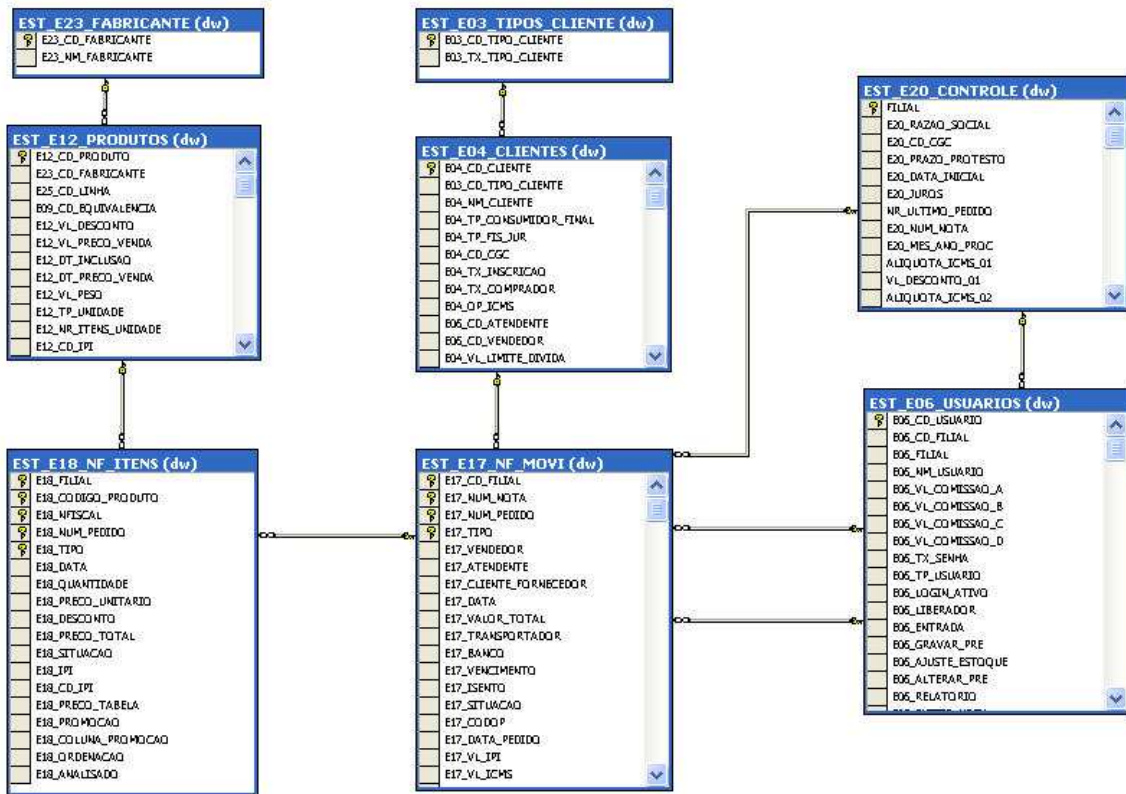 EST_E23_FABRICANTE (dw)
E23_CD_FABRICANTE
E23_NM_FABRICANTE
EST_E03_TIPOS_CLIENTE (dw)
E03_CD_TIPO_CLIENTE
E03_TX_TIPO_CLIENTE
EST_E20_CONTROLE (dw)
FILIAL
E20_RAZAO_SOCIAL
E20_CD_CGC
E20_PRAZO_PROTESTO
E20_DATA_INICIAL
E20_JUROS
NR_ULTIMO_PEDIDO
E20_NUM_NOTA
E20_MES_ANO_PROC
ALIQUOTA_ICMS_01
VL_DESCONTO_01
ALIQUOTA_ICMS_02
EST_E12_PRODUTOS (dw)
E12_CD_PRODUTO
E23_CD_FABRICANTE
E25_CD_LINHA
E09_CD_EQUIVALENCIA
E12_VL_DESCONTO
E12_VL_PRECO_VENDA
E12_DT_INCLUSAO
E12_DT_PRECO_VENDA
E12_VL_PESO
E12_TP_UNIDADE
E12_NR_ITENS_UNIDADE
E12_CD_IPI
EST_E04_CLIENTES (dw)
E04_CD_CLIENTE
E03_CD_TIPO_CLIENTE
E04_NM_CLIENTE
E04_TP_CONSUMIDOR_FINAL
E04_TP_FIS_JUR
E04_CD_CGC
E04_TX_INSCRICAO
E04_TX_COMPRADOR
E04_OP_ICMS
E06_CD_ATENDENTE
E06_CD_VENDEDOR
E04_VL_LIMITE_DIVIDA
EST_E06_USUARIOS (dw)
E06_CD_USUARIO
E06_CD_FILIAL
E06_FILIAL
E06_NM_USUARIO
E06_VL_COMISSAO_A
E06_VL_COMISSAO_B
E06_VL_COMISSAO_C
E06_VL_COMISSAO_D
E06_TX_SENHA
E06_TP_USUARIO
E06_LOGIN_ATIVO
E06_LIBERADOR
E06_ENTRADA
E06_GRAVAR_PRE
E06_AJUSTE_ESTOQUE
E06_ALTERAR_PRE
E06_RELATORIO
EST_E18_NF_ITENS (dw)
E18_FILIAL
E18_CODIGO_PRODUTO
E18_NFISCAL
E18_NUM_PEDIDO
E18_TIPO
E18_DATA
E18_QUANTIDADE
E18_PRECO_UNITARIO
E18_DESCONTO
E18_PRECO_TOTAL
E18_SITUACAO
E18_IPI
E18_CD_IPI
E18_PRECO_TABELA
E18_PROMOCAO
E18_COLUNA_PROMOCAO
E18_ORDENACAO
E18_ANALISADO
EST_E17_NF_MOVI (dw)
E17_CD_FILIAL
E17_NUM_NOTA
E17_NUM_PEDIDO
E17_TIPO
E17_VENDEDOR
E17_ATENDENTE
E17_CLIENTE_FORNECEDOR
E17_DATA
E17_VALOR_TOTAL
E17_TRANSPORTADOR
E17_BANCO
E17_VENCIMENTO
E17_ISENTO
E17_SITUACAO
E17_CODOP
E17_DATA_PEDIDO
E17_VL_IPI
E17_VL_ICMS